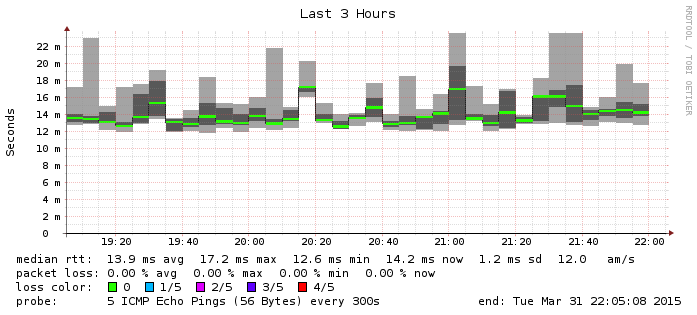 Last 3 Hours
RRDTOOL / TOBI OETIKER
Seconds
22 m
20 m
18 m
16 m
14 m
12 m
10 m
8 m
6 m
4 m
2 m
0
19:20 19:40 20:00 20:20 20:40 21:00 21:20 21:40 22:00
median rtt: 13.9 ms avg 17.2 ms max 12.6 ms min 14.2 ms now 1.2 ms sd 12.0 am/s
packet loss: 0.00 % avg 0.00 % max 0.00 % min 0.00 % now
loss color: 0 1/5 2/5 3/5 4/5
probe: 5 ICMP Echo Pings (56 Bytes) every 300s end: Tue Mar 31 22:05:08 2015